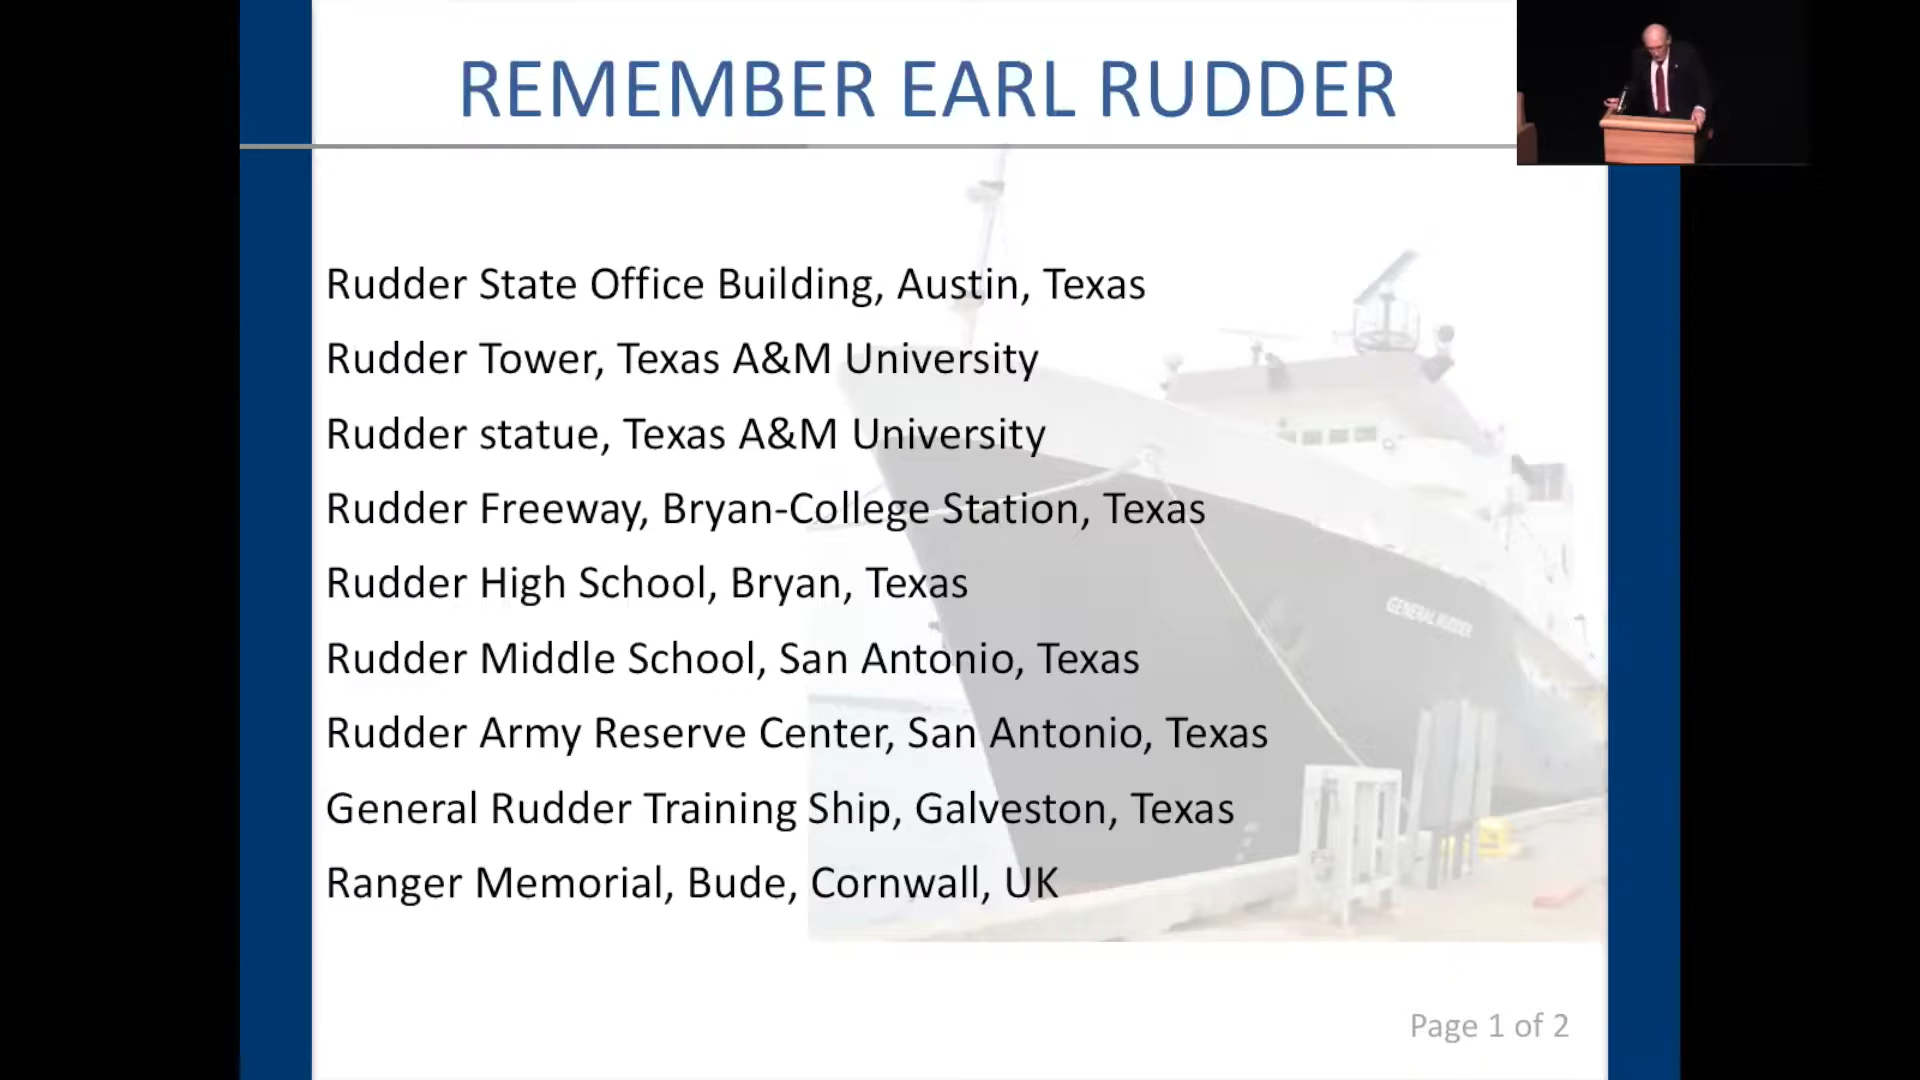 REMEMBER EARL RUDDER
Rudder State Office Building, Austin, Texas
Rudder Tower, Texas A&M University
Rudder statue, Texas A&M University
Rudder Freeway, Bryan-College Station, Texas
Rudder High School, Bryan, Texas
GENERAL RUDDER
Rudder Middle School, San Antonio, Texas
Rudder Army Reserve Center, San Antonio, Texas
General Rudder Training Ship, Galveston, Texas
Ranger Memorial, Bude, Cornwall, UK
Page 1 of 2